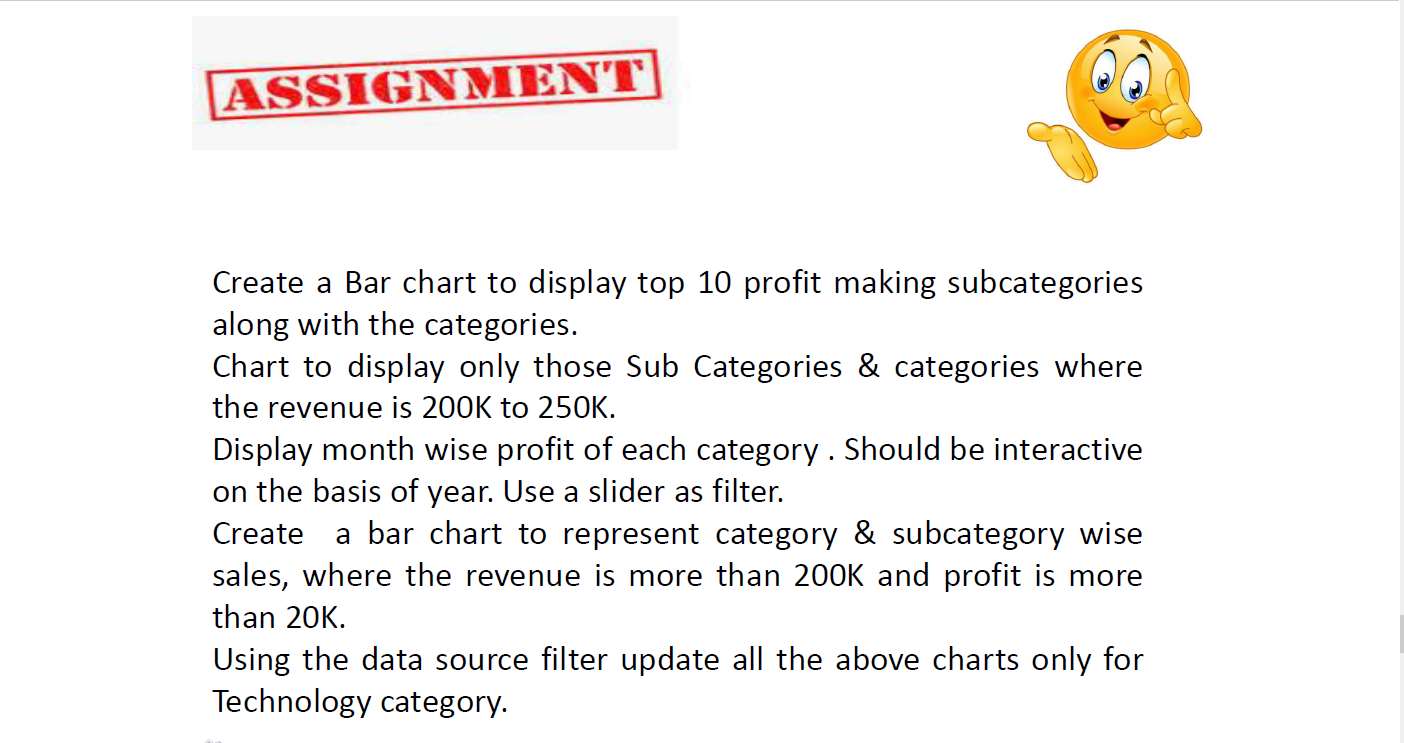 ASSIGNMENT
Create a Bar chart to display top 10 profit making subcategories
along with the categories.
Chart to display only those Sub Categories & categories where
the revenue is 200K to 250K.
Display month wise profit of each category . Should be interactive
on the basis of year. Use a slider as filter.
Create a bar chart to represent category & subcategory wise
sales, where the revenue is more than 200K and profit is more
than 20K.
Using the data source filter update all the above charts only for
Technology category.